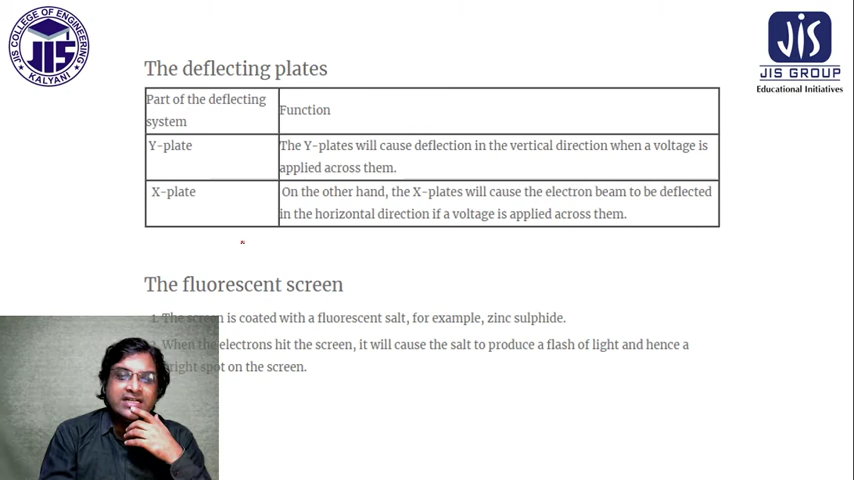 JIS COLLEGE OF ENGINEERING
JIS
KALYANI
JIS
JIS GROUP
Educational Initiatives
The deflecting plates
Part of the deflecting
system
Function
Y-plate
The Y-plates will cause deflection in the vertical direction when a voltage is
applied across them.
X-plate
On the other hand, the X-plates will cause the electron beam to be deflected
in the horizontal direction if a voltage is applied across them.
The fluorescent screen
1. The screen is coated with a fluorescent salt, for example, zinc sulphide.
When the electrons hit the screen, it will cause the salt to produce a flash of light and hence a
bright spot on the screen.